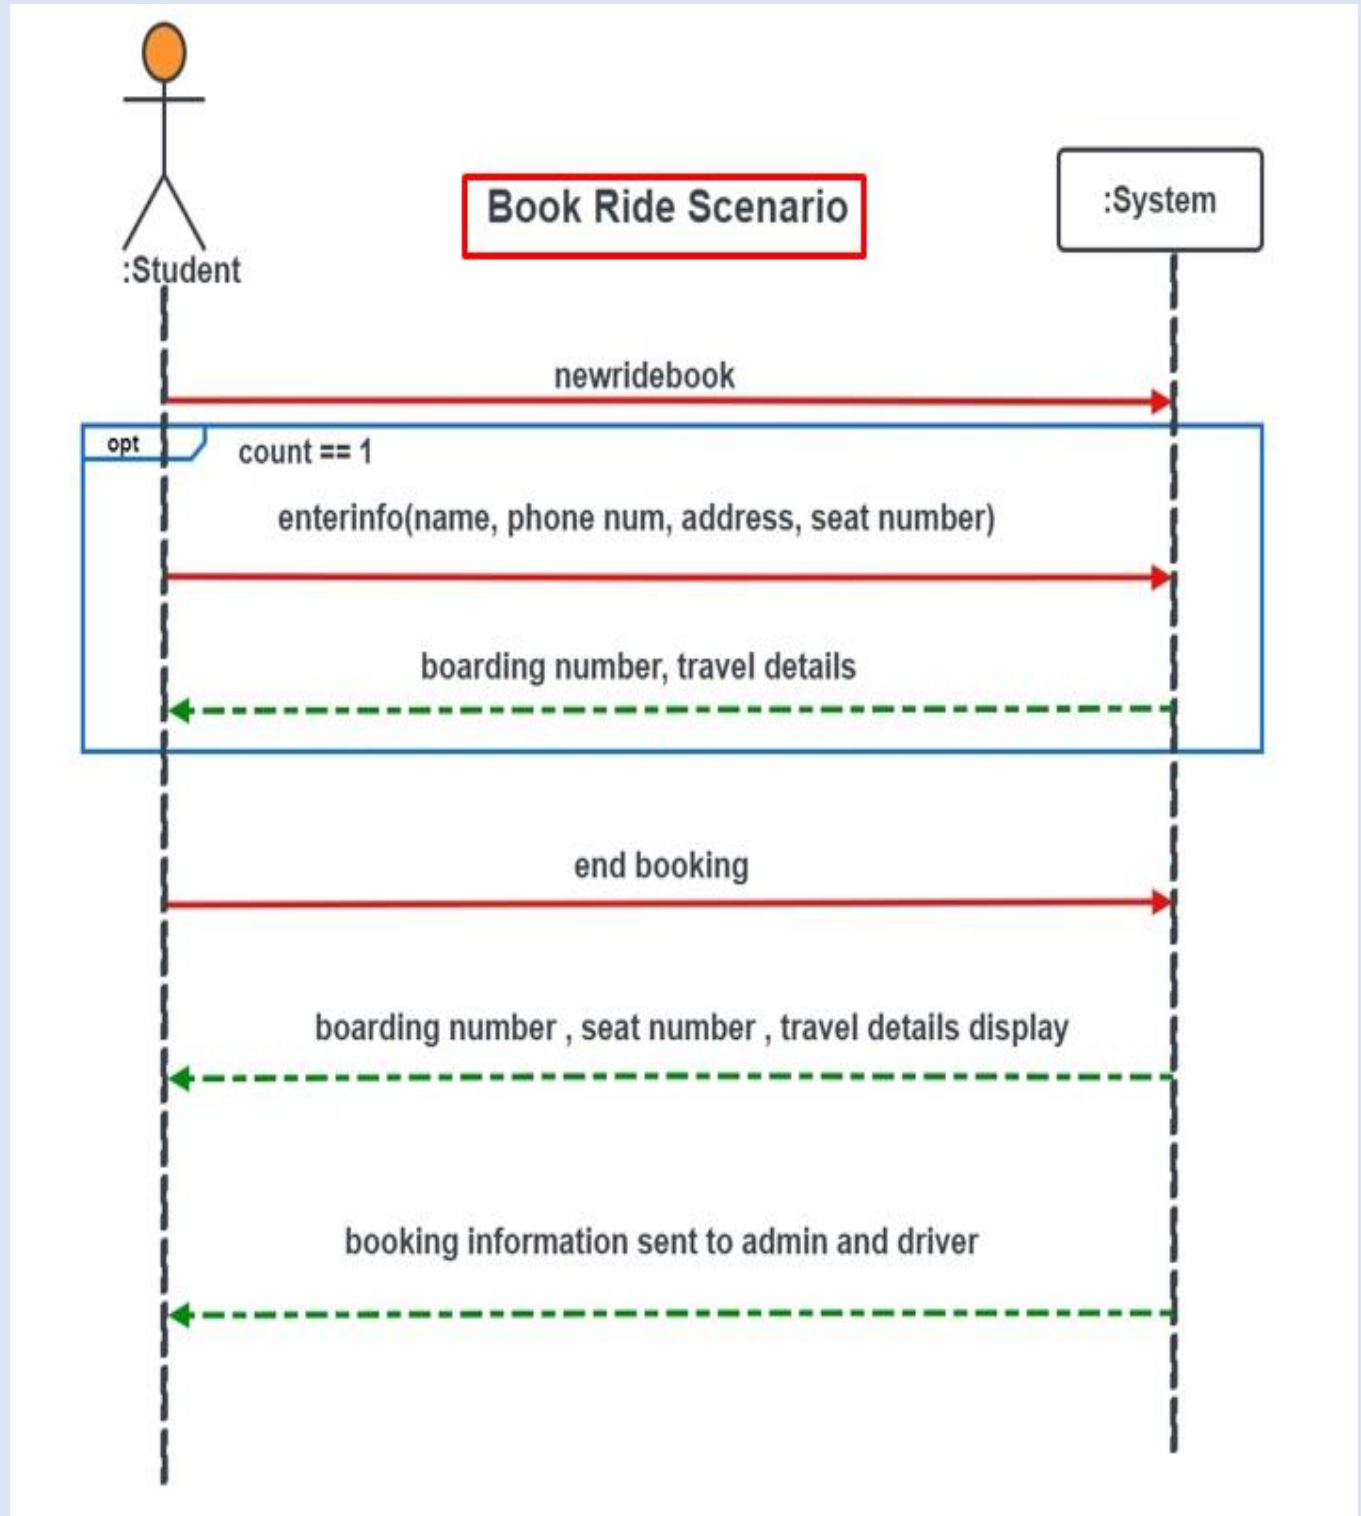 Book Ride Scenario
:System
:Student
newridebook
opt
count == 1
enterinfo(name, phone num, address, seat number)
boarding number, travel details
end booking
boarding number , seat number , travel details display
booking information sent to admin and driver